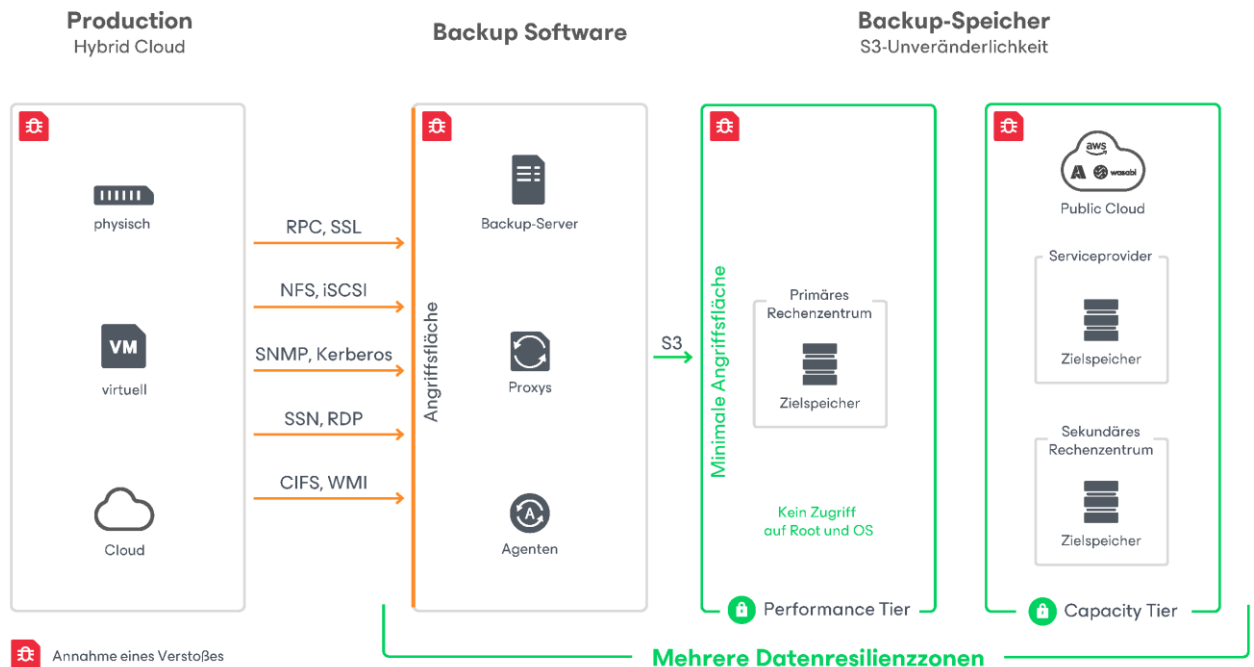 Production
Hybrid Cloud
Backup Software
Backup-Speicher
S3-Unveränderlichkeit
physisch
VM
virtuell
Cloud
RPC, SSL
NFS, iSCSI
SNMP, Kerberos
SSN, RDP
CIFS, WMI
Angriffsfläche
Backup-Server
Proxys
A
Agenten
S3
Minimale Angriffsfläche
Primäres
Rechenzentrum
Zielspeicher
Kein Zugriff
auf Root und OS
Performance Tier
aws
wasabi
Public Cloud
Serviceprovider
Zielspeicher
Sekundäres
Rechenzentrum
Zielspeicher
Capacity Tier
Annahme eines Verstoßes
Mehrere Datenresilienzzonen